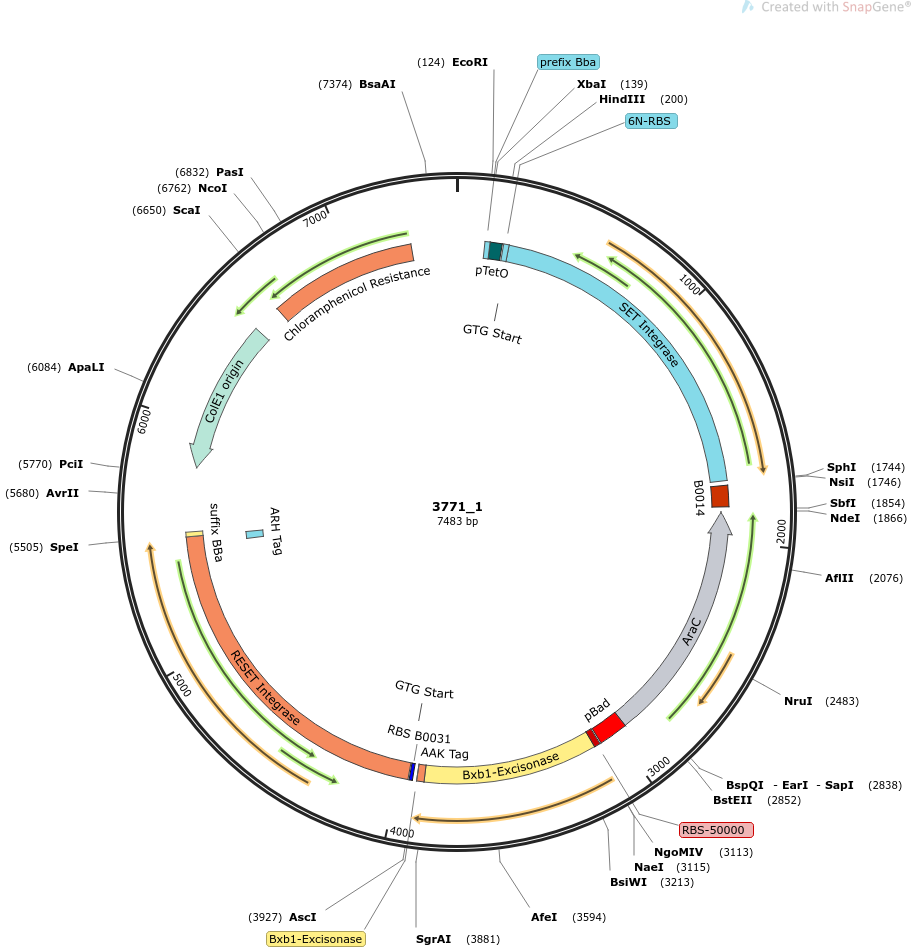 Created with SnapGene®
(124) EcoRI
prefix Bba
(7374) BsaAI
XbaI (139)
HindIII (200)
6N-RBS
(6832) PasI
(6762) NcoI
(6650) ScaI
7000
pTetO
Chloramphenicol Resistance
1000
GTG Start
SET Integrase
(6084) ApaLI
ColE1 origin
6000
(5770) PciI
(5680) AvrII
(5505) SpeI
SphI (1744)
NsiI (1746)
SbfI (1854)
NdeI (1866)
B0014
3771_1
7483 bp
suffix BBa
ARH Tag
2000
AflII (2076)
AraC
5000
RESET Integrase
GTG Start
NruI (2483)
pBad
RBS B0031
AAK Tag
Bxb1-Excisonase
3000
BspQI - EarI - SapI (2838)
BstEII (2852)
4000
RBS-50000
NgoMIV (3113)
NaeI (3115)
BsiWI (3213)
(3927) AscI
AfeI (3594)
Bxb1-Excisonase
SgrAI (3881)